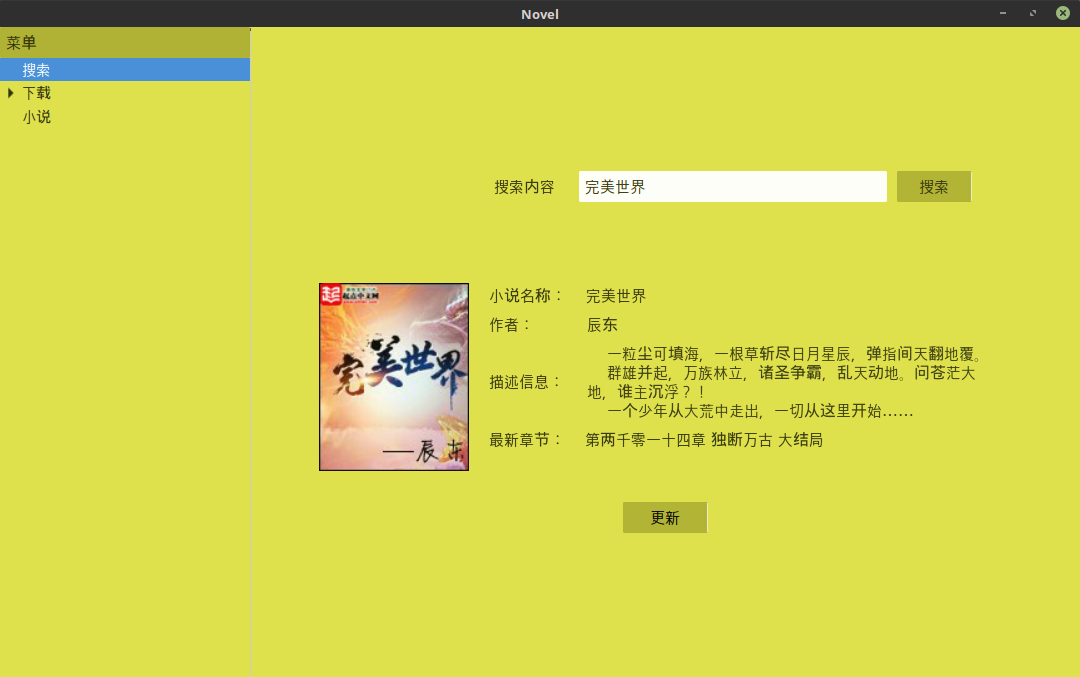 Novel
菜单
搜索
下载
小说
搜索内容 完美世界 搜索
起 起点中文网
完美世界
——辰东
小说名称： 完美世界
作者： 辰东
描述信息：
一粒尘可填海，一根草斩尽日月星辰，弹指间天翻地覆。
群雄并起，万族林立，诸圣争霸，乱天动地。问苍茫大
地，谁主沉浮？！
一个少年从大荒中走出，一切从这里开始……
最新章节： 第两千零一十四章 独断万古 大结局
更新